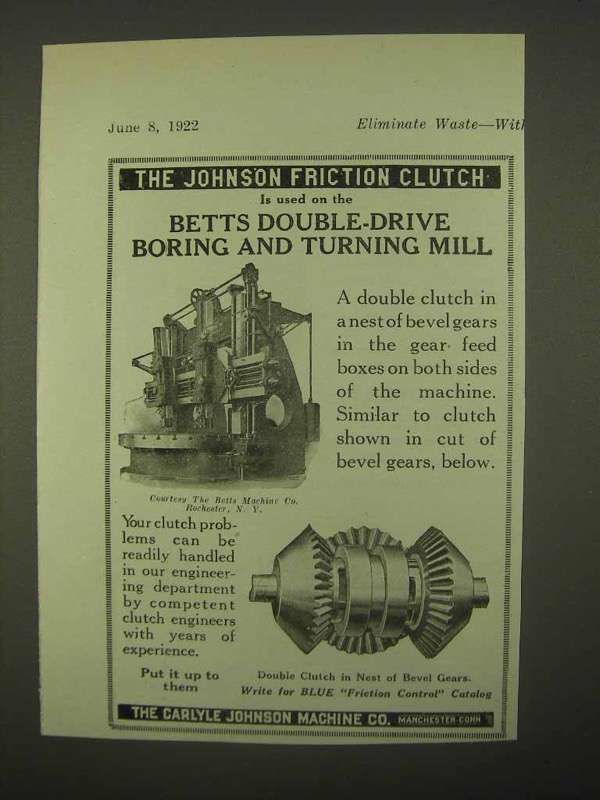 June 8, 1922
Eliminate Waste—With
THE JOHNSON FRICTION CLUTCH
Is used on the
BETTS DOUBLE-DRIVE
BORING AND TURNING MILL
A double clutch in
a nest of bevel gears
in the gear feed
boxes on both sides
of the machine.
Similar to clutch
shown in cut of
bevel gears, below.
Courtesy The Betts Machine Co.
Rochester, N. Y.
Your clutch prob-
lems can be
readily handled
in our engineer-
ing department
by competent
clutch engineers
with years of
experience.
Put it up to
them
Double Clutch in Nest of Bevel Gears.
Write for BLUE "Friction Control" Catalog
THE CARLYLE JOHNSON MACHINE CO. MANCHESTER-CONN